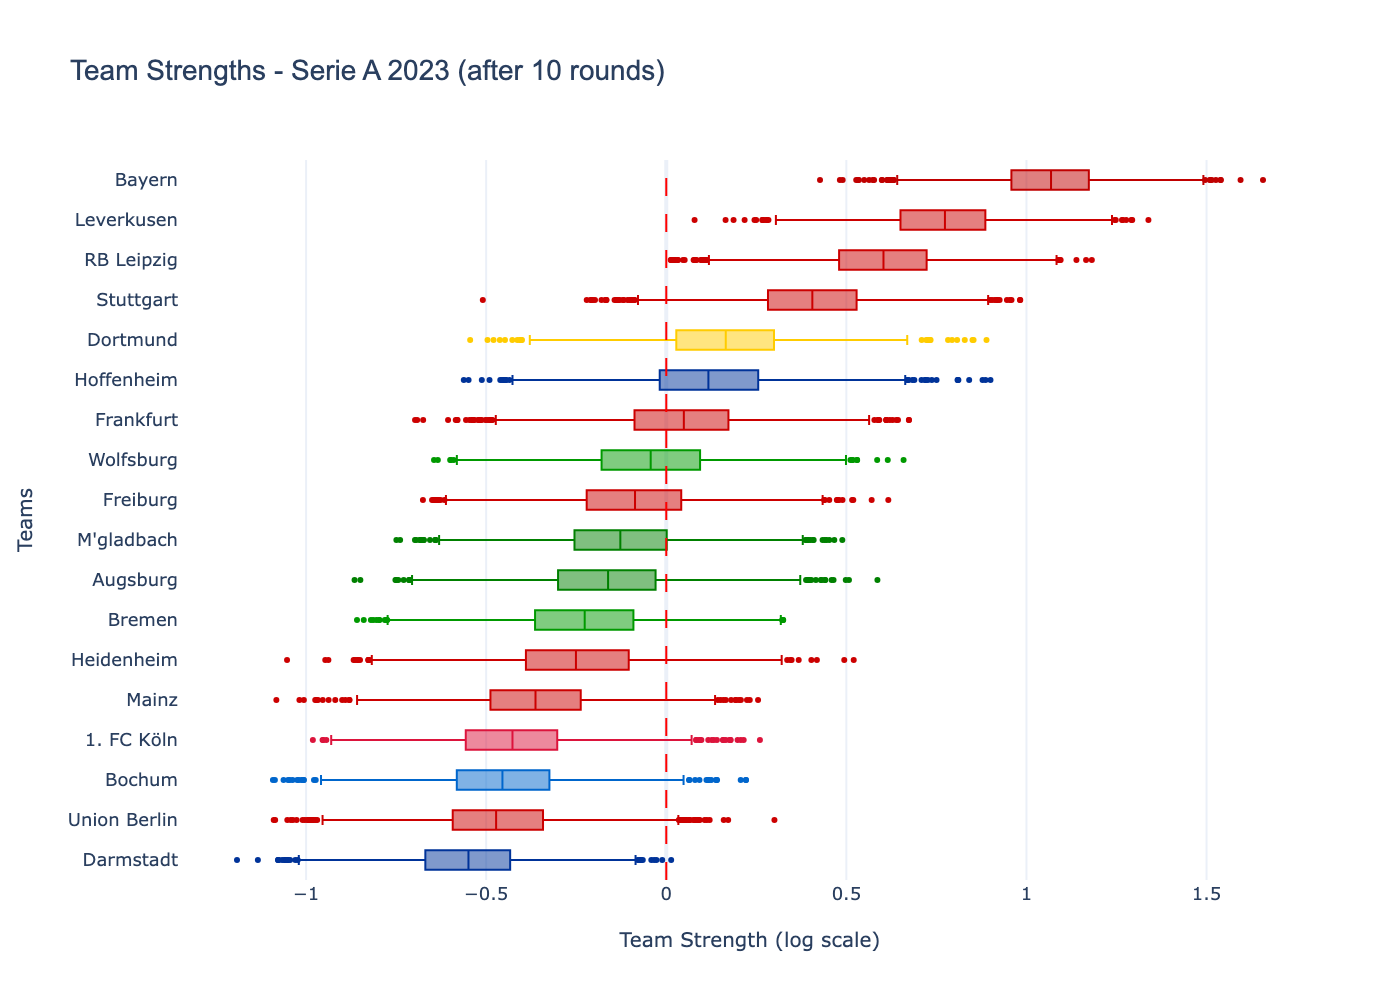 Team Strengths - Serie A 2023 (after 10 rounds)
Bayern
Leverkusen
RB Leipzig
Stuttgart
Dortmund
Hoffenheim
Frankfurt
Wolfsburg
Freiburg
M'gladbach
Augsburg
Bremen
Heidenheim
Mainz
1. FC Köln
Bochum
Union Berlin
Darmstadt
Teams
−1 −0.5 0 0.5 1 1.5
Team Strength (log scale)